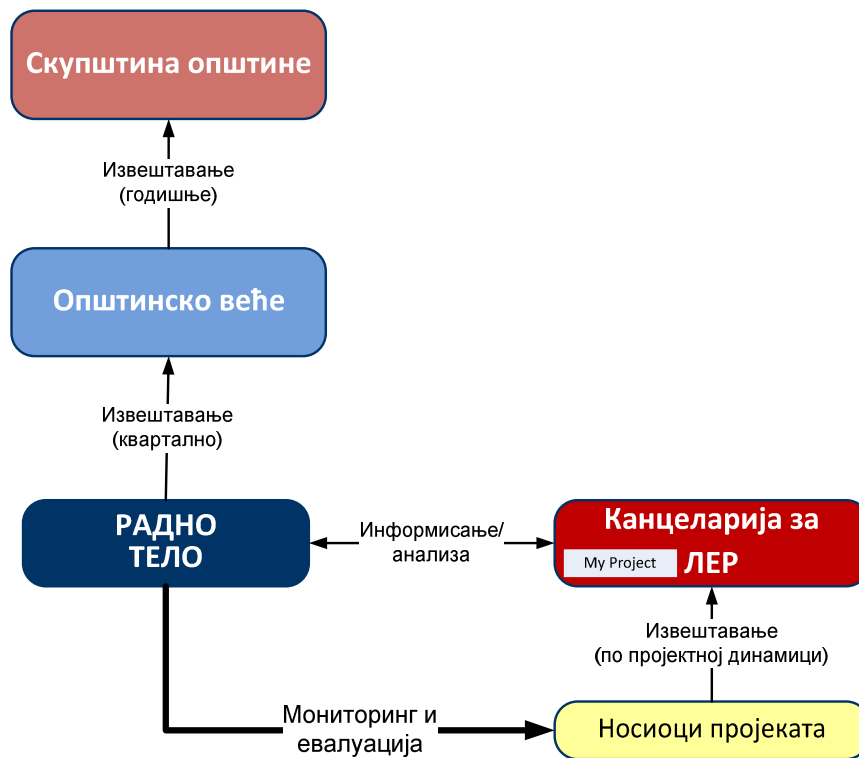 Скупштина општине
Извештавање
(годишње)
Општинско веће
Извештавање
(квартално)
РАДНО
ТЕЛО
Информисање/
анализа
Канцеларија за
My Project ЛЕР
Извештавање
(по пројектној динамици)
Мониторинг и
евалуација
Носиоци пројеката